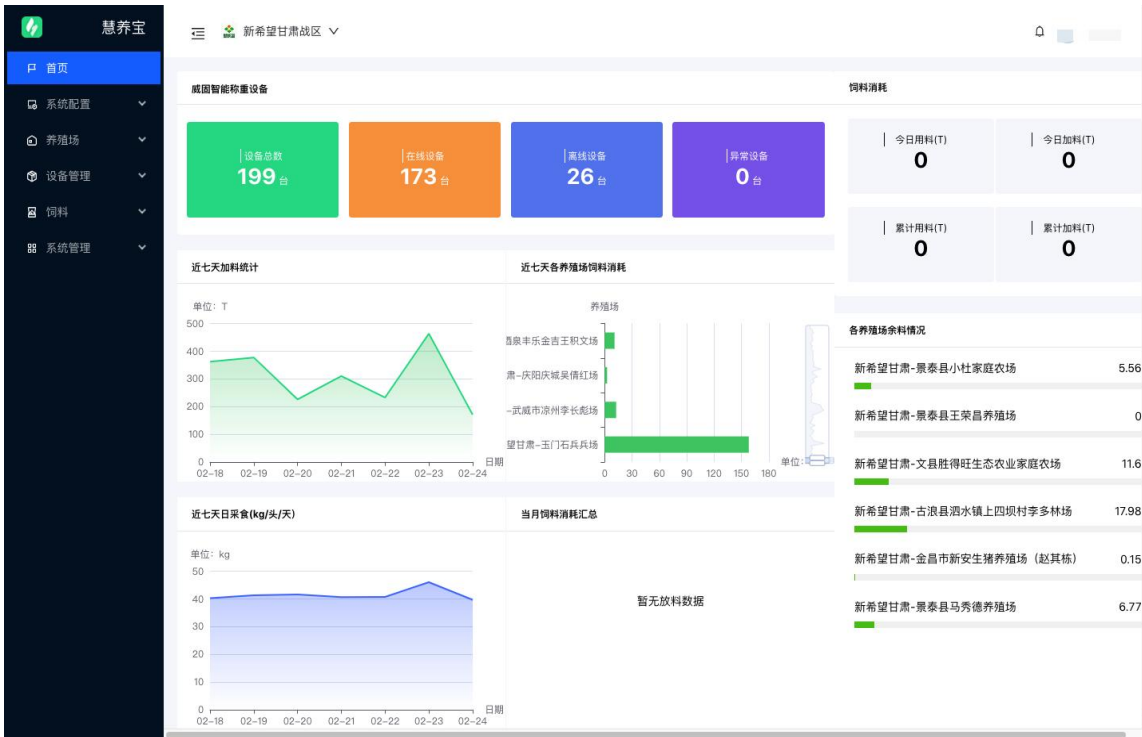 慧养宝
新希望甘肃战区
首页
系统配置
养殖场
设备管理
饲料
系统管理
威固智能称重设备
设备总数
199台
在线设备
173台
离线设备
26台
异常设备
0台
饲料消耗
今日用料(T)
0
今日加料(T)
0
累计用料(T)
0
累计加料(T)
0
近七天加料统计
单位: T
500
400
300
200
100
0
日期
02-18 02-19 02-20 02-21 02-22 02-23 02-24
近七天各养殖场饲料消耗
养殖场
酒泉丰乐金吉王积文场
肃-庆阳庆城吴倩红场
-武威市凉州李长彪场
望甘肃-玉门石兵兵场
单位:
0 30 60 90 120 150 180
各养殖场余料情况
新希望甘肃-景泰县小杜家庭农场 5.56
新希望甘肃-景泰县王荣昌养殖场 0
新希望甘肃-文县胜得旺生态农业家庭农场 11.6
新希望甘肃-古浪县泗水镇上四坝村李多林场 17.98
新希望甘肃-金昌市新安生猪养殖场（赵其栋） 0.15
新希望甘肃-景泰县马秀德养殖场 6.77
近七天日采食(kg/头/天)
单位: kg
50
40
30
20
10
0
日期
02-18 02-19 02-20 02-21 02-22 02-23 02-24
当月饲料消耗汇总
暂无放料数据